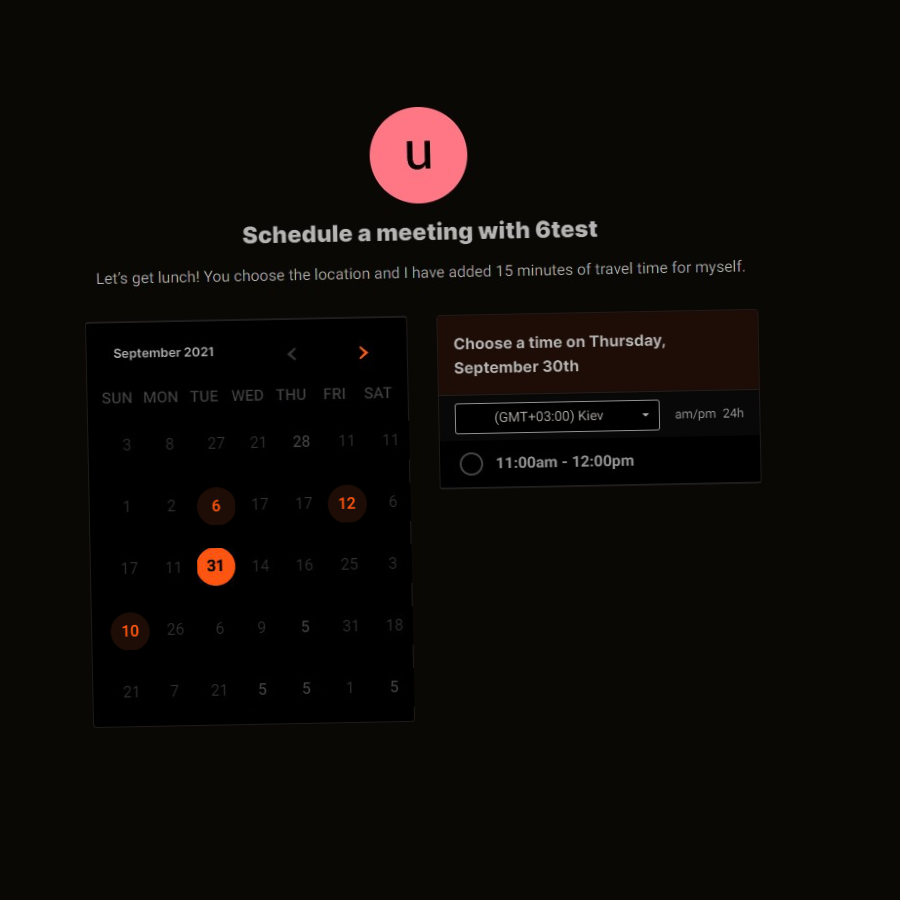 u
Schedule a meeting with 6test
Let's get lunch! You choose the location and I have added 15 minutes of travel time for myself.
September 2021
SUN MON TUE WED THU FRI SAT
3 8 27 21 28 11 11
1 2 6 17 17 12 6
17 11 31 14 16 25 3
10 26 6 9 5 31 18
21 7 21 5 5 1 5
Choose a time on Thursday,
September 30th
(GMT+03:00) Kiev
am/pm 24h
11:00am - 12:00pm